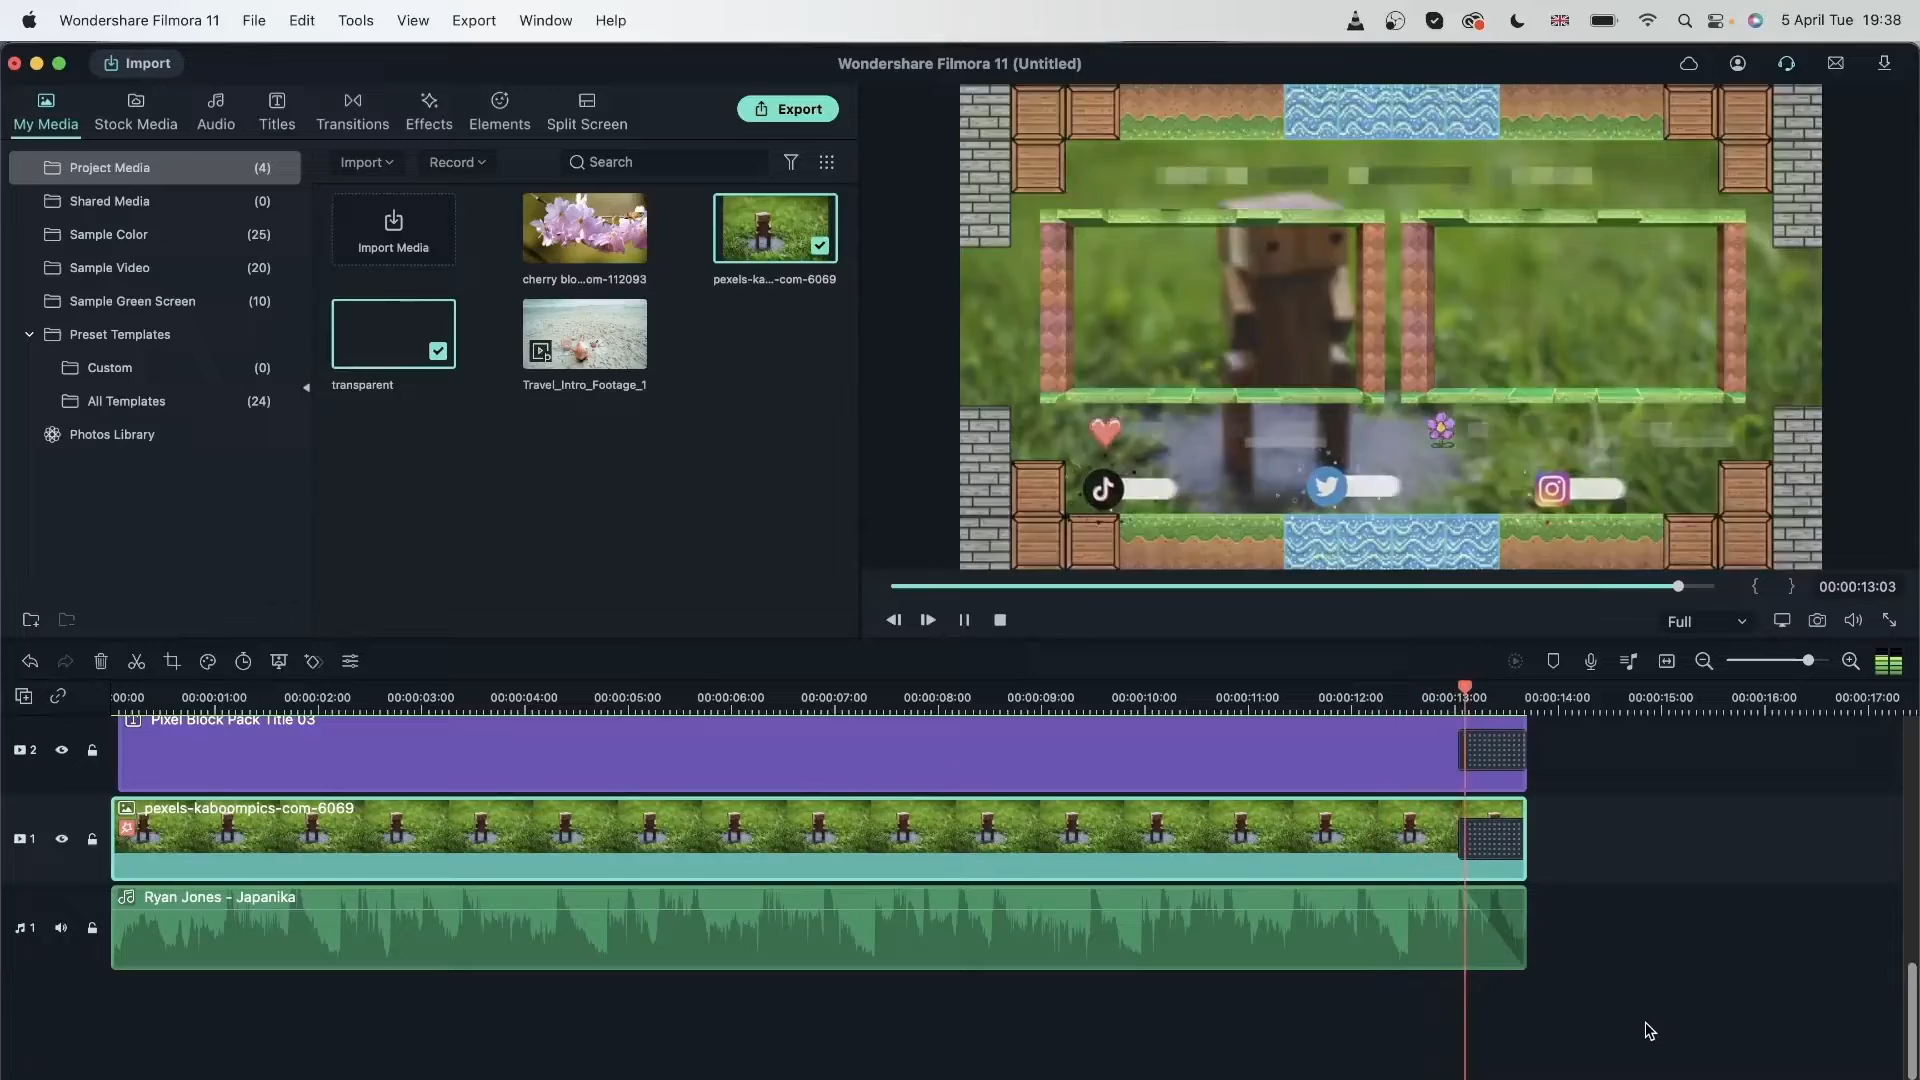 Wondershare Filmora 11 File Edit Tools View Export Window Help 5 April Tue 19:38
Import Wondershare Filmora 11 (Untitled)
My Media Stock Media Audio Titles Transitions Effects Elements Split Screen Export
Project Media (4) Import Record Search
Shared Media (0)
Sample Color (25)
Sample Video (20)
Sample Green Screen (10)
Preset Templates
Custom (0)
All Templates (24)
Photos Library
Import Media
cherry blo...om-112093
pexels-ka...-com-6069
transparent
Travel_Intro_Footage_1
00:00:13:03
Full
:00:00 00:00:01:00 00:00:02:00 00:00:03:00 00:00:04:00 00:00:05:00 00:00:06:00 00:00:07:00 00:00:08:00 00:00:09:00 00:00:10:00 00:00:11:00 00:00:12:00 00:00:13:00 00:00:14:00 00:00:15:00 00:00:16:00 00:00:17:00
Pixel Block Pack Title 03
2
pexels-kaboompics-com-6069
1
Ryan Jones - Japanika
1